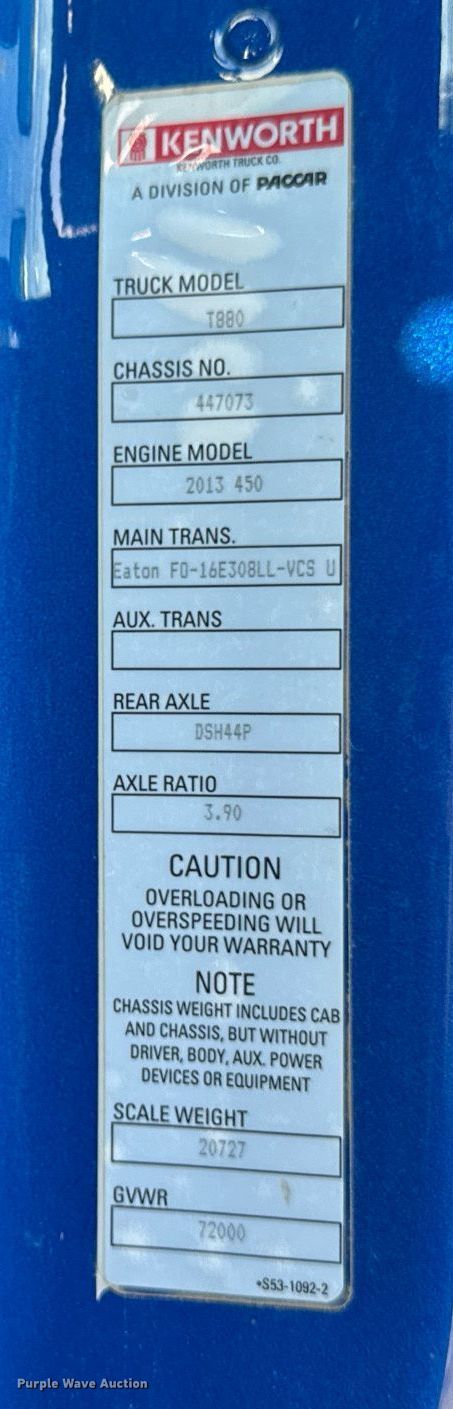 KENWORTH
KENWORTH TRUCK CO.
A DIVISION OF PACCAR
TRUCK MODEL
T880
CHASSIS NO.
447073
ENGINE MODEL
2013 450
MAIN TRANS.
Eaton FO-16E308LL-VCS U
AUX. TRANS
REAR AXLE
DSH44P
AXLE RATIO
3.90
CAUTION
OVERLOADING OR
OVERSPEEDING WILL
VOID YOUR WARRANTY
NOTE
CHASSIS WEIGHT INCLUDES CAB
AND CHASSIS, BUT WITHOUT
DRIVER, BODY, AUX. POWER
DEVICES OR EQUIPMENT
SCALE WEIGHT
20727
GVWR
72000
•S53-1092-2
Purple Wave Auction